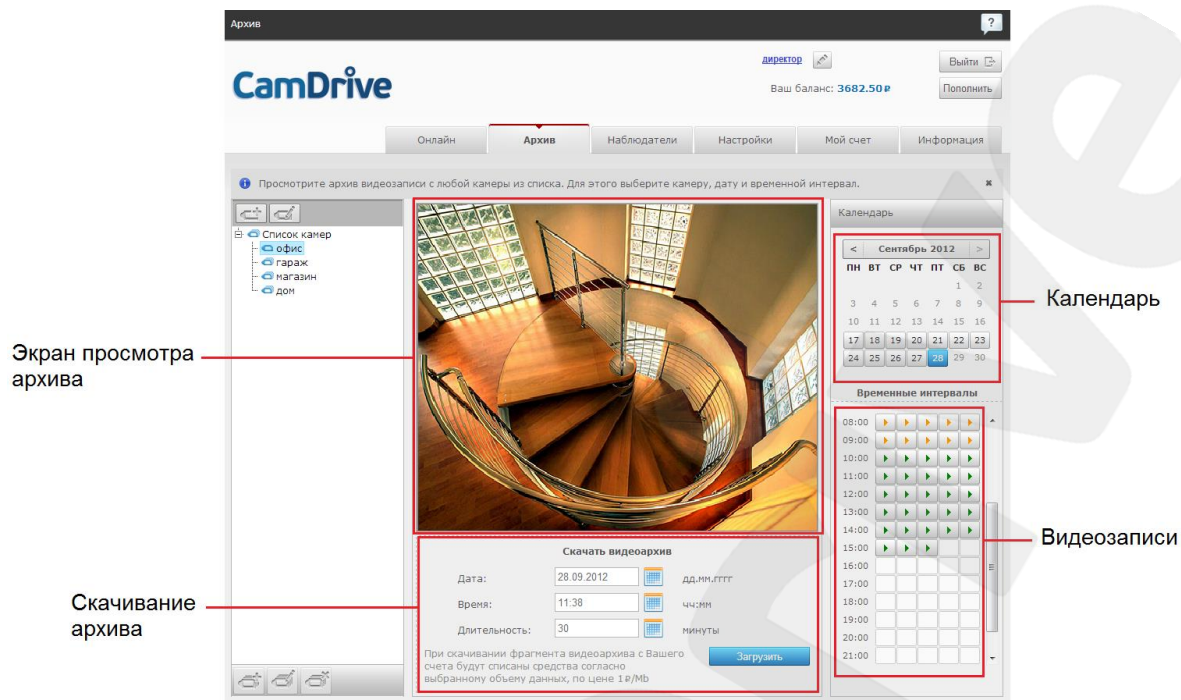 Архив
?
CamDrive
директор
Выйти
Ваш баланс: 3682.50 ₽
Пополнить
Онлайн
Архив
Наблюдатели
Настройки
Мой счет
Информация
Просмотрите архив видеозаписи с любой камеры из списка. Для этого выберите камеру, дату и временной интервал.
Список камер
офис
гараж
магазин
дом
Экран просмотра
архива
Календарь
< Сентябрь 2012 >
ПН ВТ СР ЧТ ПТ СБ ВС
1 2
3 4 5 6 7 8 9
10 11 12 13 14 15 16
17 18 19 20 21 22 23
24 25 26 27 28 29 30
Календарь
Временные интервалы
08:00
09:00
10:00
11:00
12:00
13:00
14:00
15:00
16:00
17:00
18:00
19:00
20:00
21:00
Видеозаписи
Скачивание
архива
Скачать видеоархив
Дата: 28.09.2012 дд.мм.гггг
Время: 11:38 чч:мм
Длительность: 30 минуты
При скачивании фрагмента видеоархива с Вашего
счета будут списаны средства согласно
выбранному объему данных, по цене 1₽/Mb
Загрузить